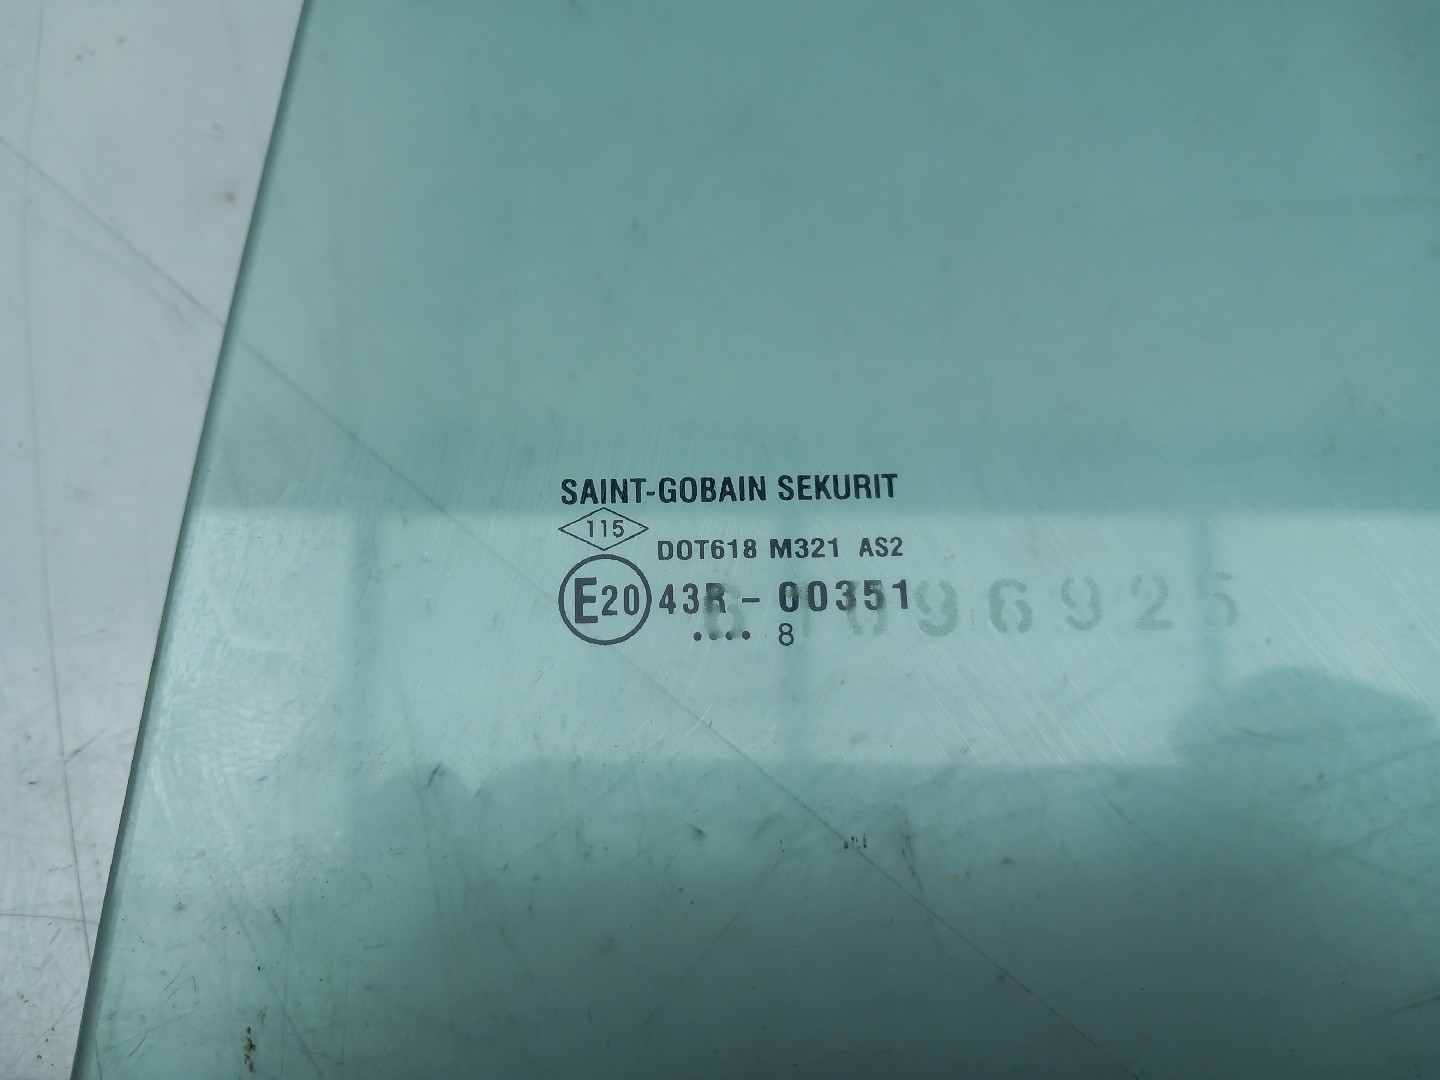 SAINT-GOBAIN SEKURIT
115
DOT618 M321 AS2
E20 43R - 00351
.... 8